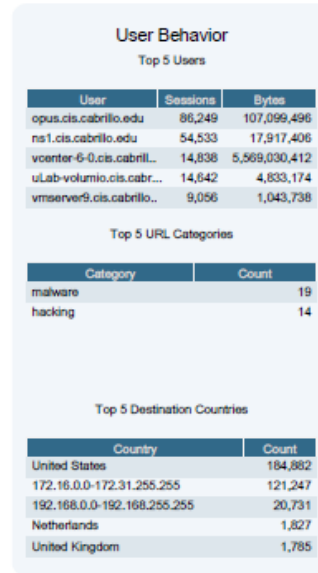 User Behavior
Top 5 Users
User Sessions Bytes
opus.cis.cabrillo.edu 86,249 107,099,496
ns1.cis.cabrillo.edu 54,533 17,917,406
vcenter-6-0.cis.cabrill... 14,838 5,569,030,412
uLab-volumio.cis.cabr... 14,642 4,833,174
vmserver9.cis.cabrillo.. 9,056 1,043,738
Top 5 URL Categories
Category Count
malware 19
hacking 14
Top 5 Destination Countries
Country Count
United States 184,882
172.16.0.0-172.31.255.255 121,247
192.168.0.0-192.168.255.255 20,731
Netherlands 1,827
United Kingdom 1,785